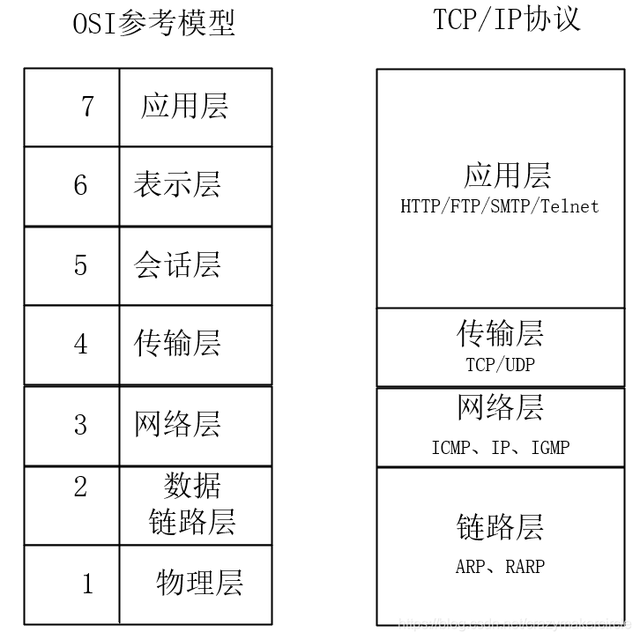 OSI参考模型
7 应用层
6 表示层
5 会话层
4 传输层
3 网络层
2 数据
链路层
1 物理层
TCP/IP协议
应用层
HTTP/FTP/SMTP/Telnet
传输层
TCP/UDP
网络层
ICMP、IP、IGMP
链路层
ARP、RARP